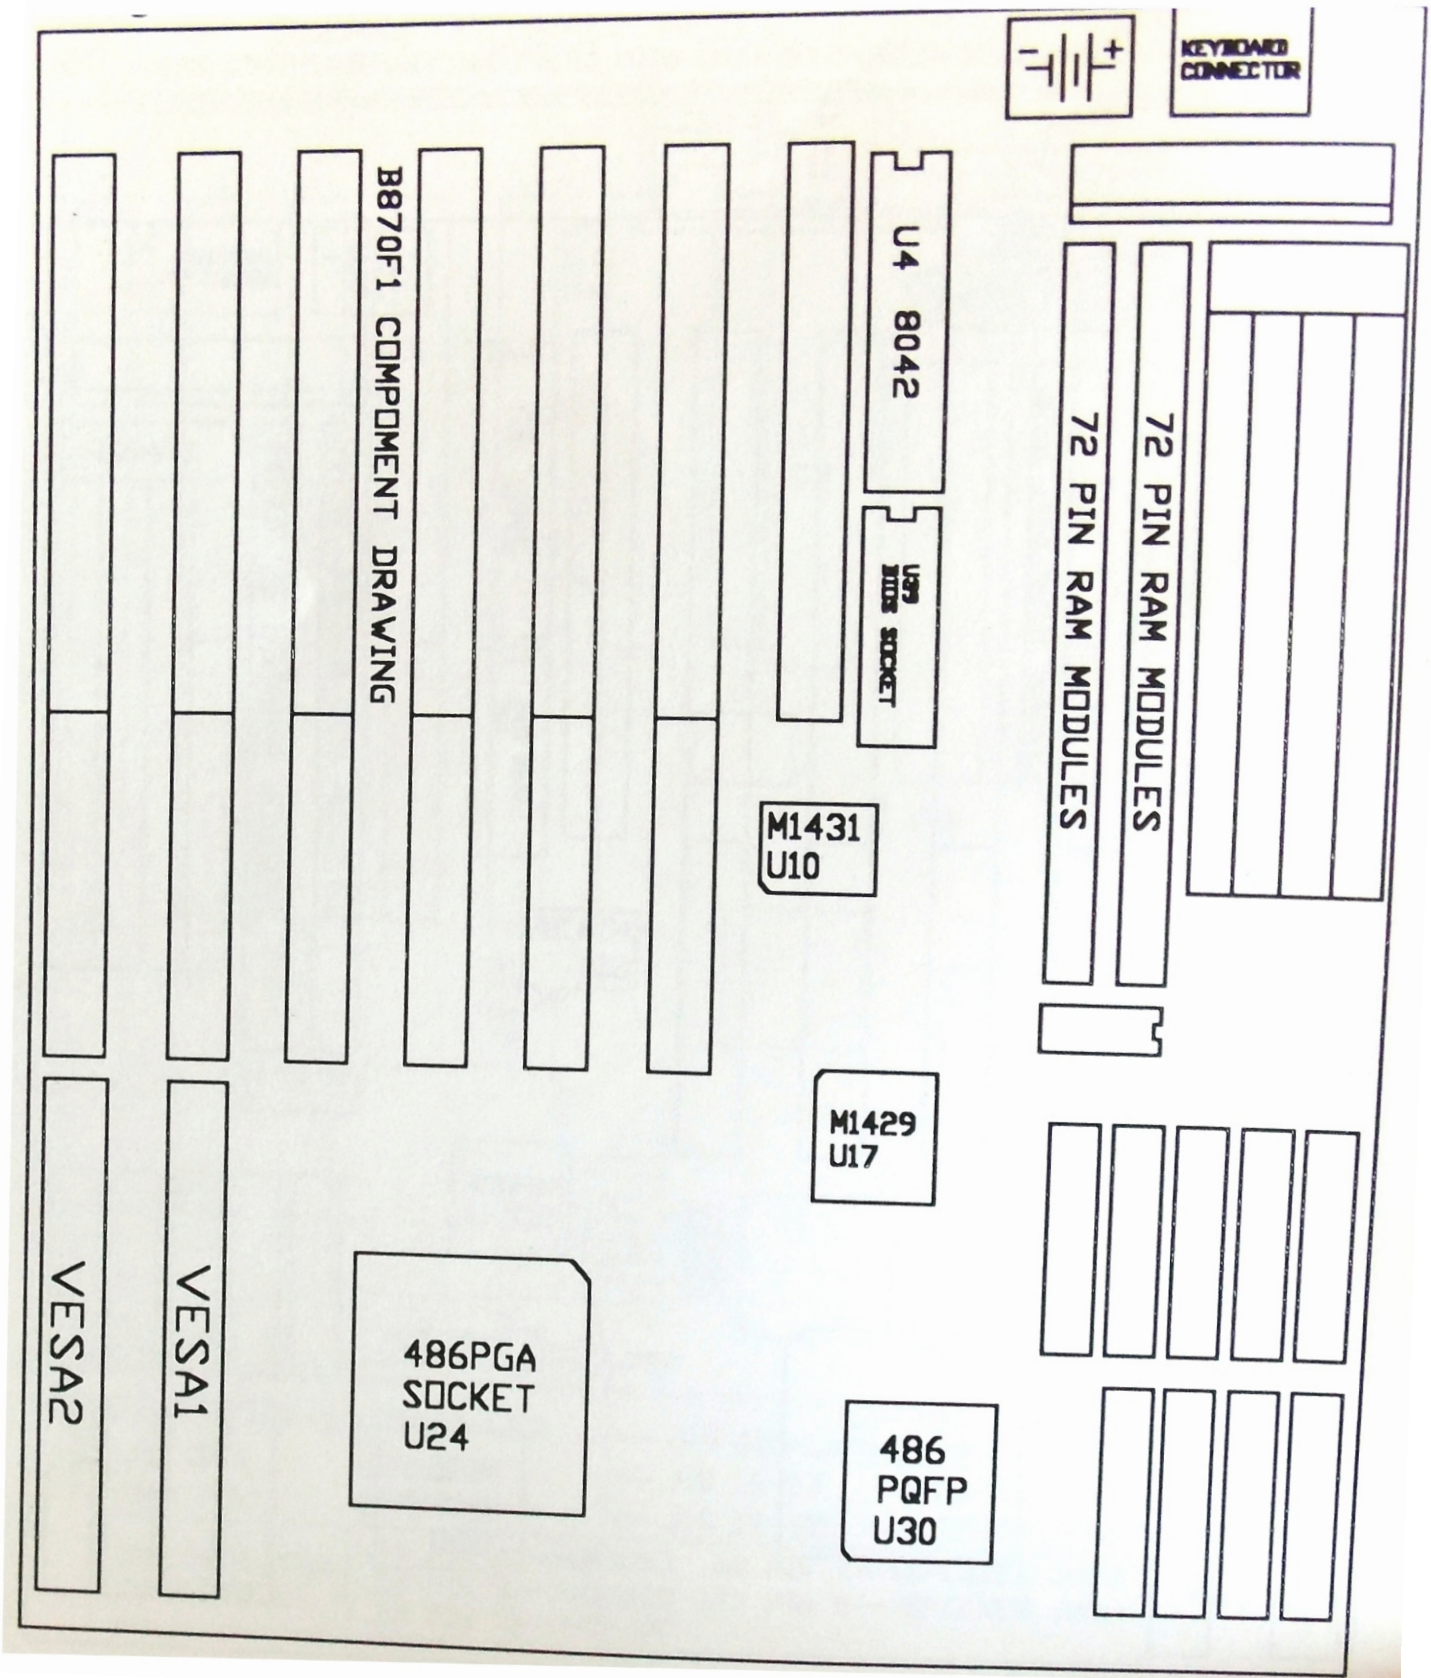 - +
KEYBOARD
CONNECTOR
B870F1 COMPOMENT DRAWING
U4 8042
U39
BIOS SOCKET
72 PIN RAM MODULES
72 PIN RAM MODULES
M1431
U10
M1429
U17
VESA2
VESA1
486PGA
SOCKET
U24
486
PQFP
U30